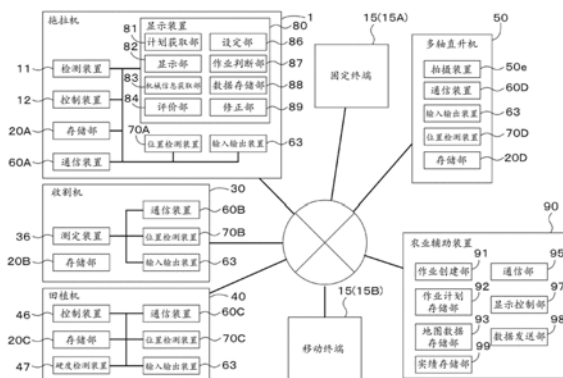 拖拉机
1
显示装置
80
81
计划获取部
设定部
86
82
显示部
作业判断部
87
83
机械信息获取部
数据存储部
88
84
评价部
修正部
89
11
检测装置
12
控制装置
20A
存储部
60A
通信装置
70A
位置检测装置
输入输出装置
63
15(15A)
固定终端
多轴直升机
50
拍摄装置
50e
通信装置
60D
输入输出装置
63
位置检测装置
70D
存储部
20D
收割机
30
通信装置
60B
36
测定装置
位置检测装置
70B
20B
存储部
输入输出装置
63
田植机
40
46
控制装置
通信装置
60C
20C
存储部
位置检测装置
70C
47
硬度检测装置
输入输出装置
63
15(15B)
移动终端
90
农业辅助装置
91
作业创建部
通信部
95
作业计划
存储部
92
显示控制部
97
地图数据
存储部
93
数据发送部
98
实绩存储部
99